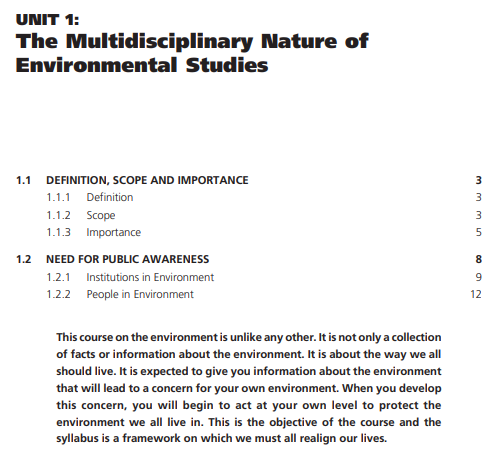 UNIT 1:
The Multidisciplinary Nature of
Environmental Studies
1.1 DEFINITION, SCOPE AND IMPORTANCE 3
1.1.1 Definition 3
1.1.2 Scope 3
1.1.3 Importance 5
1.2 NEED FOR PUBLIC AWARENESS 8
1.2.1 Institutions in Environment 9
1.2.2 People in Environment 12
This course on the environment is unlike any other. It is not only a collection
of facts or information about the environment. It is about the way we all
should live. It is expected to give you information about the environment
that will lead to a concern for your own environment. When you develop
this concern, you will begin to act at your own level to protect the
environment we all live in. This is the objective of the course and the
syllabus is a framework on which we must all realign our lives.